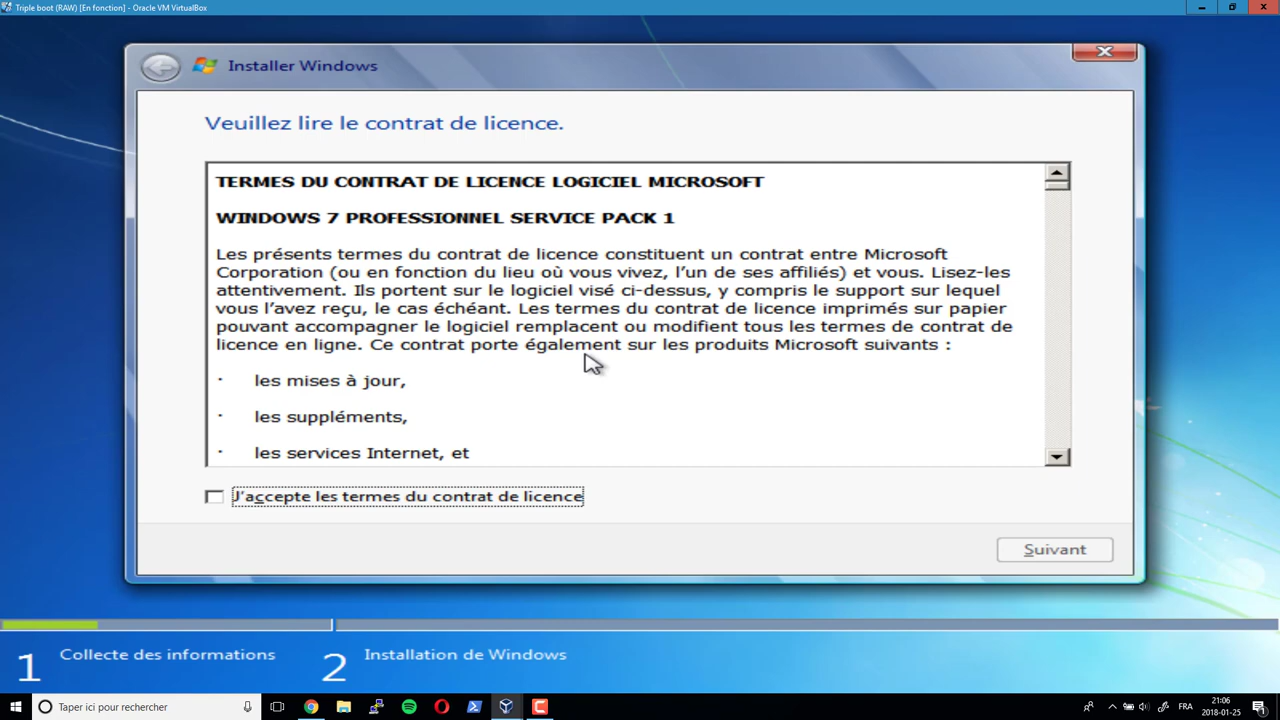 Triple boot (RAW) [En fonction] - Oracle VM VirtualBox
Installer Windows
Veuillez lire le contrat de licence.
TERMES DU CONTRAT DE LICENCE LOGICIEL MICROSOFT
WINDOWS 7 PROFESSIONNEL SERVICE PACK 1
Les présents termes du contrat de licence constituent un contrat entre Microsoft
Corporation (ou en fonction du lieu où vous vivez, l’un de ses affiliés) et vous. Lisez-les
attentivement. Ils portent sur le logiciel visé ci-dessus, y compris le support sur lequel
vous l’avez reçu, le cas échéant. Les termes du contrat de licence imprimés sur papier
pouvant accompagner le logiciel remplacent ou modifient tous les termes de contrat de
licence en ligne. Ce contrat porte également sur les produits Microsoft suivants :
· les mises à jour,
· les suppléments,
· les services Internet, et
J'accepte les termes du contrat de licence
Suivant
1 Collecte des informations
2 Installation de Windows
Taper ici pour rechercher
FRA
21:06
2018-01-25
1